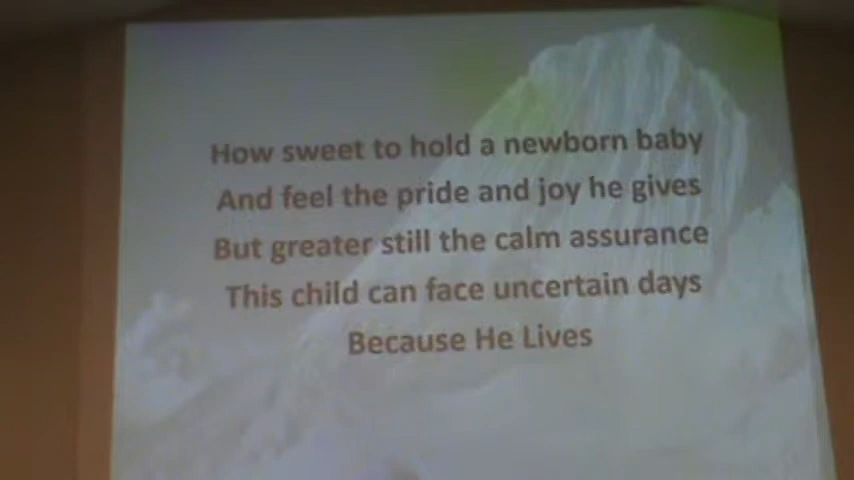 How sweet to hold a newborn baby
And feel the pride and joy he gives
But greater still the calm assurance
This child can face uncertain days
Because He Lives